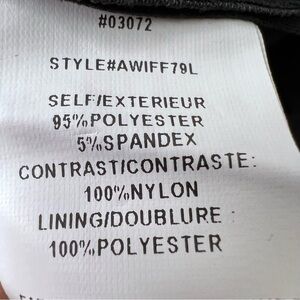 #03072
STYLE#AWIFF79L
SELF/EXTERIEUR
95%POLYESTER
5%SPANDEX
CONTRAST/CONTRASTE:
100%NYLON
LINING/DOUBLURE :
100%POLYESTER